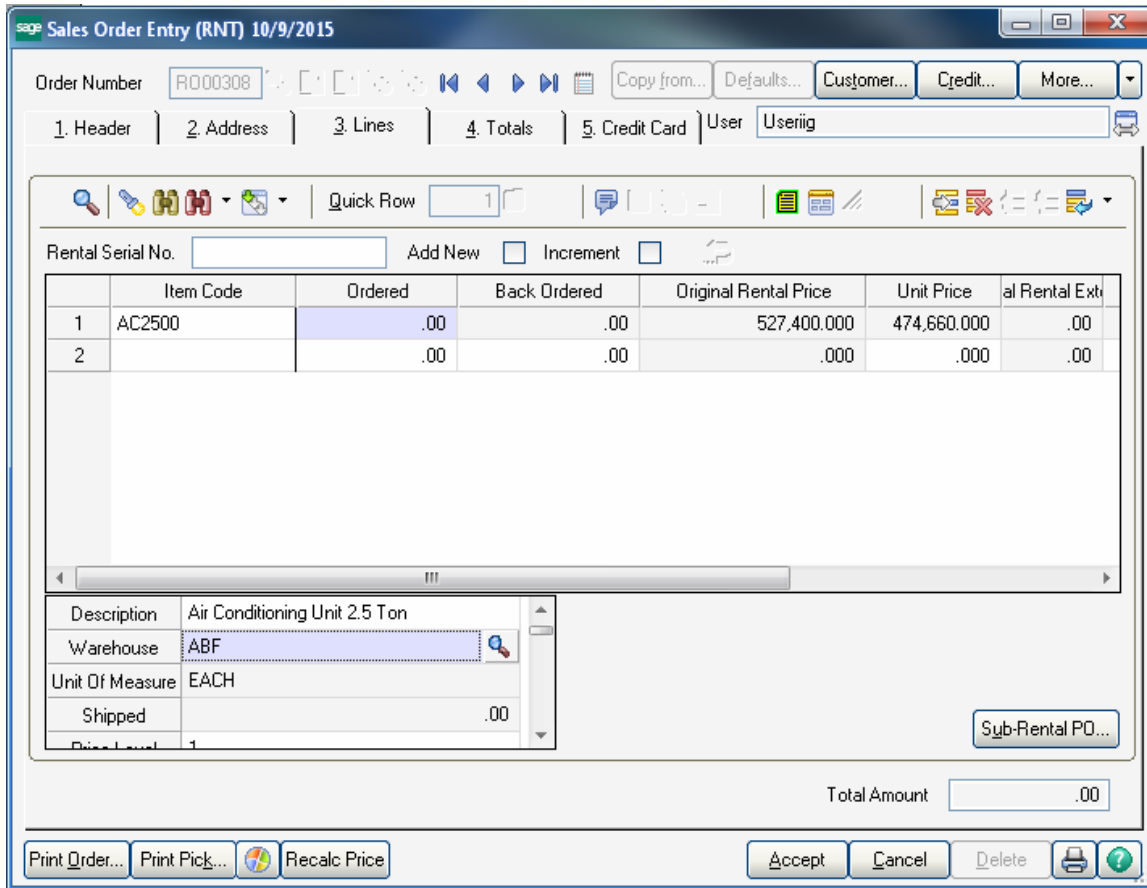 sage Sales Order Entry (RNT) 10/9/2015
Order Number RO00308 Copy from... Defaults... Customer... Credit... More...
1. Header 2. Address 3. Lines 4. Totals 5. Credit Card User Useriig
Quick Row 1
Rental Serial No. Add New Increment
Item Code Ordered Back Ordered Original Rental Price Unit Price al Rental Exte
1 AC2500 .00 .00 527,400.000 474,660.000 .00
2 .00 .00 .000 .000 .00
Description Air Conditioning Unit 2.5 Ton
Warehouse ABF
Unit Of Measure EACH
Shipped .00
Price Level 1
Sub-Rental PO...
Total Amount .00
Print Order... Print Pick... Recalc Price Accept Cancel Delete